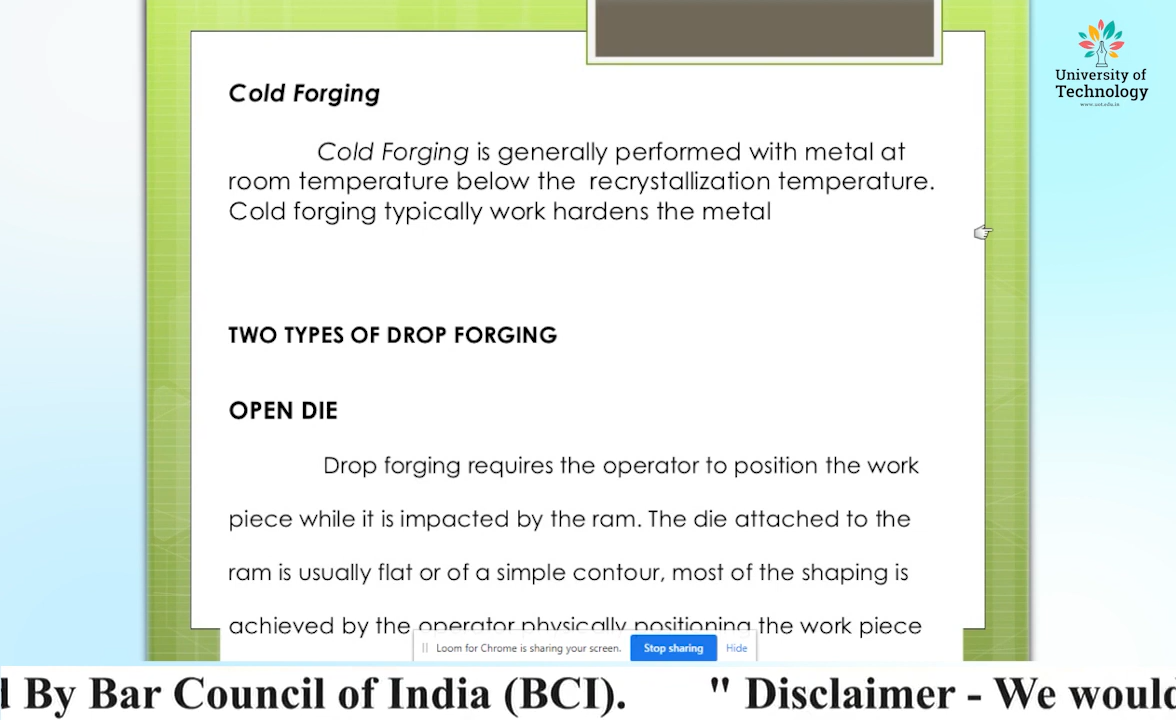 University of
Technology
www.uot.edu.in
Cold Forging
Cold Forging is generally performed with metal at
room temperature below the recrystallization temperature.
Cold forging typically work hardens the metal
TWO TYPES OF DROP FORGING
OPEN DIE
Drop forging requires the operator to position the work
piece while it is impacted by the ram. The die attached to the
ram is usually flat or of a simple contour, most of the shaping is
achieved by the operator physically positioning the work piece
Loom for Chrome is sharing your screen. Stop sharing Hide
d By Bar Council of India (BCI). " Disclaimer - We would